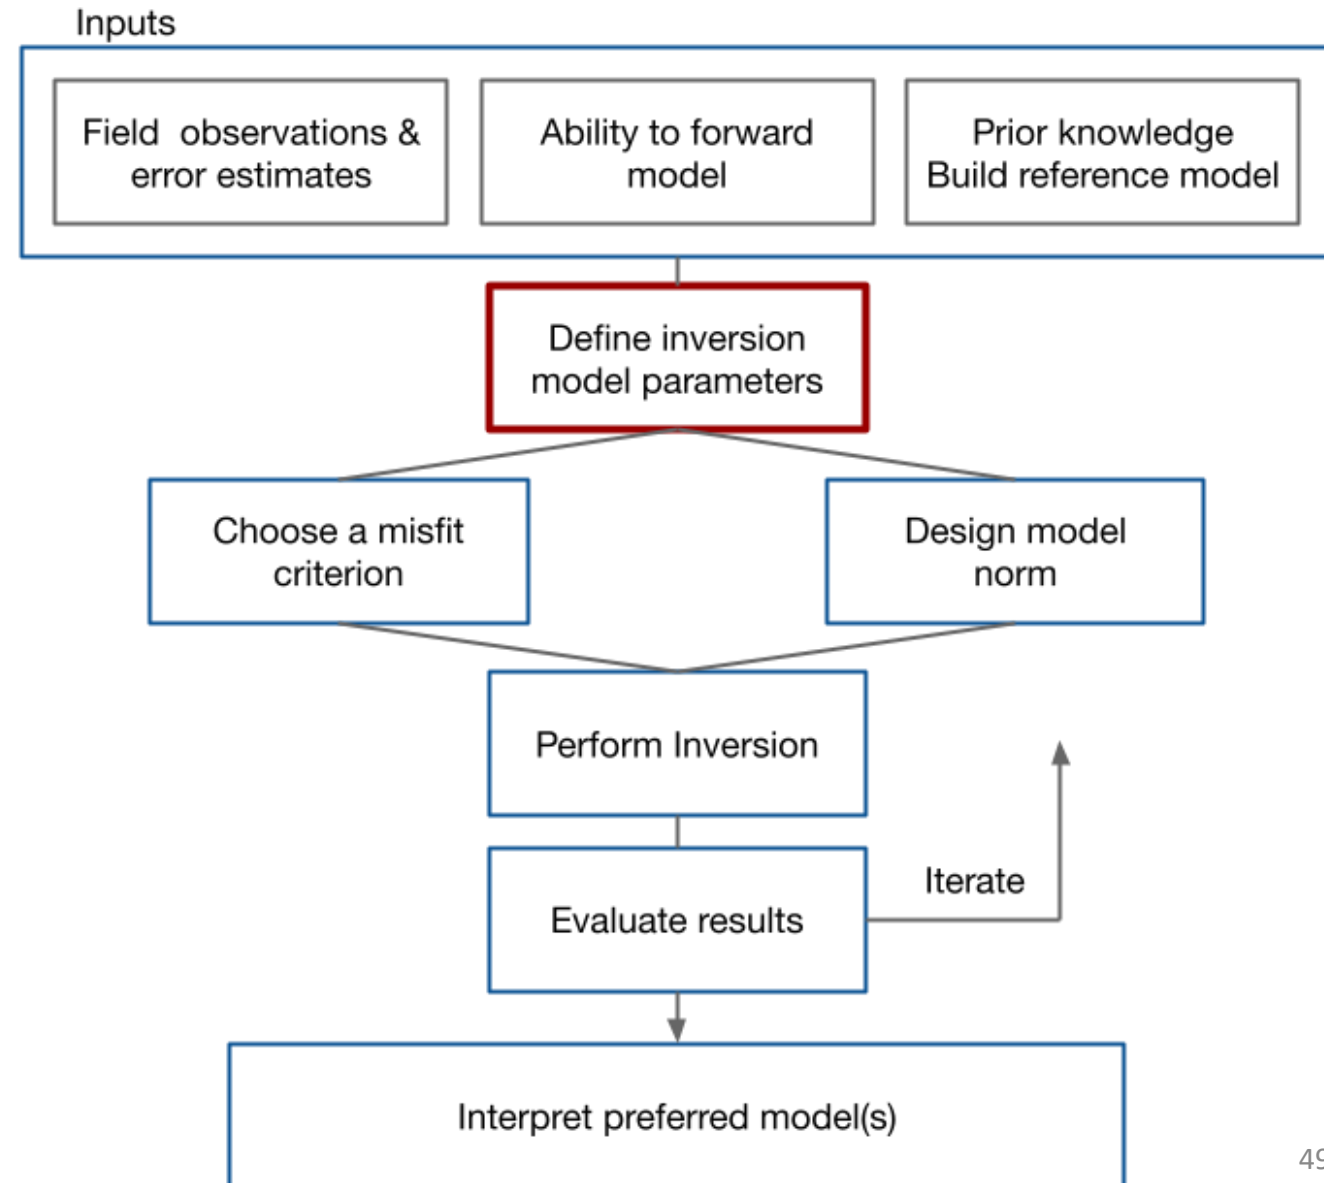 Inputs
Field observations &
error estimates
Ability to forward
model
Prior knowledge
Build reference model
Define inversion
model parameters
Choose a misfit
criterion
Design model
norm
Perform Inversion
Iterate
Evaluate results
Interpret preferred model(s)
49